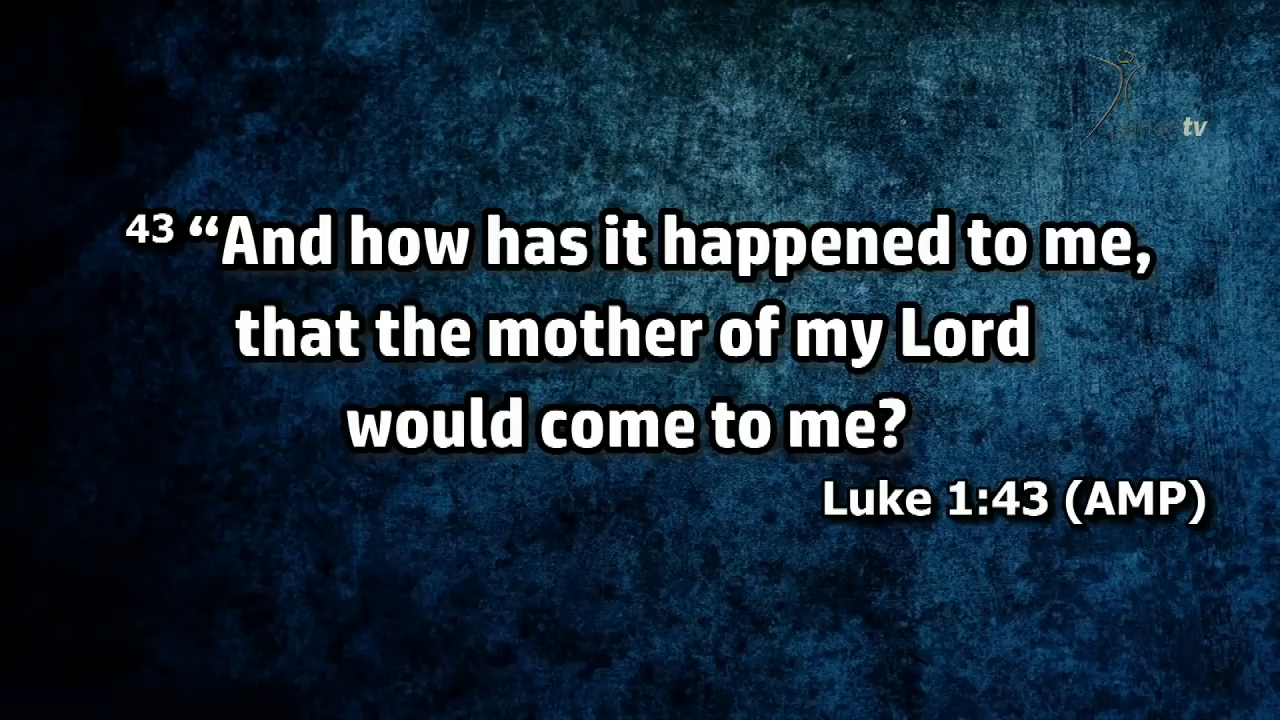 tv
43 “And how has it happened to me,
that the mother of my Lord
would come to me?
Luke 1:43 (AMP)